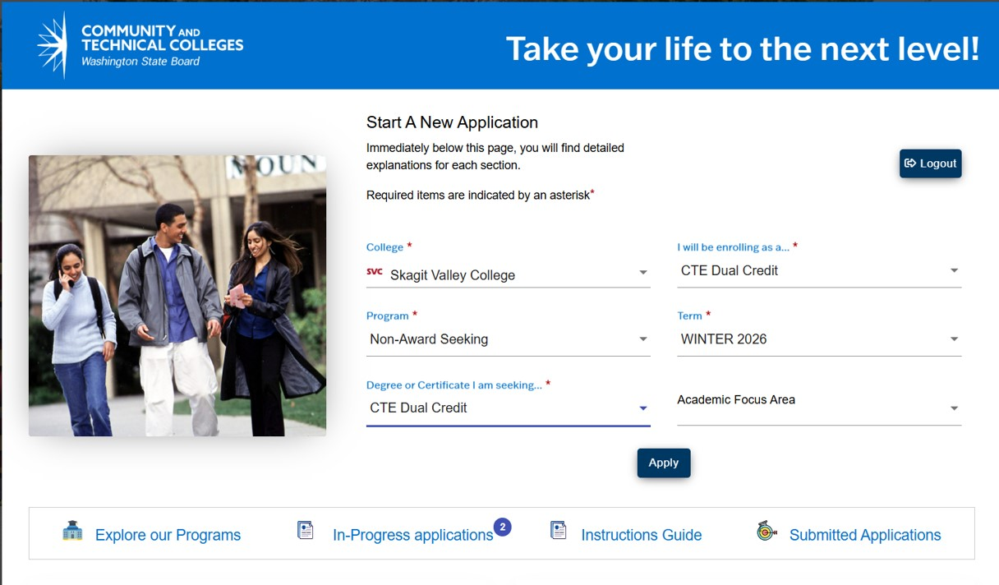 COMMUNITY AND
TECHNICAL COLLEGES
Washington State Board
Take your life to the next level!
Start A New Application
Immediately below this page, you will find detailed
explanations for each section.
Logout
Required items are indicated by an asterisk*
MOUN
College *
I will be enrolling as a... *
SVC Skagit Valley College
CTE Dual Credit
Program *
Term *
Non-Award Seeking
WINTER 2026
Degree or Certificate I am seeking... *
CTE Dual Credit
Academic Focus Area
Apply
Explore our Programs
In-Progress applications 2
Instructions Guide
Submitted Applications